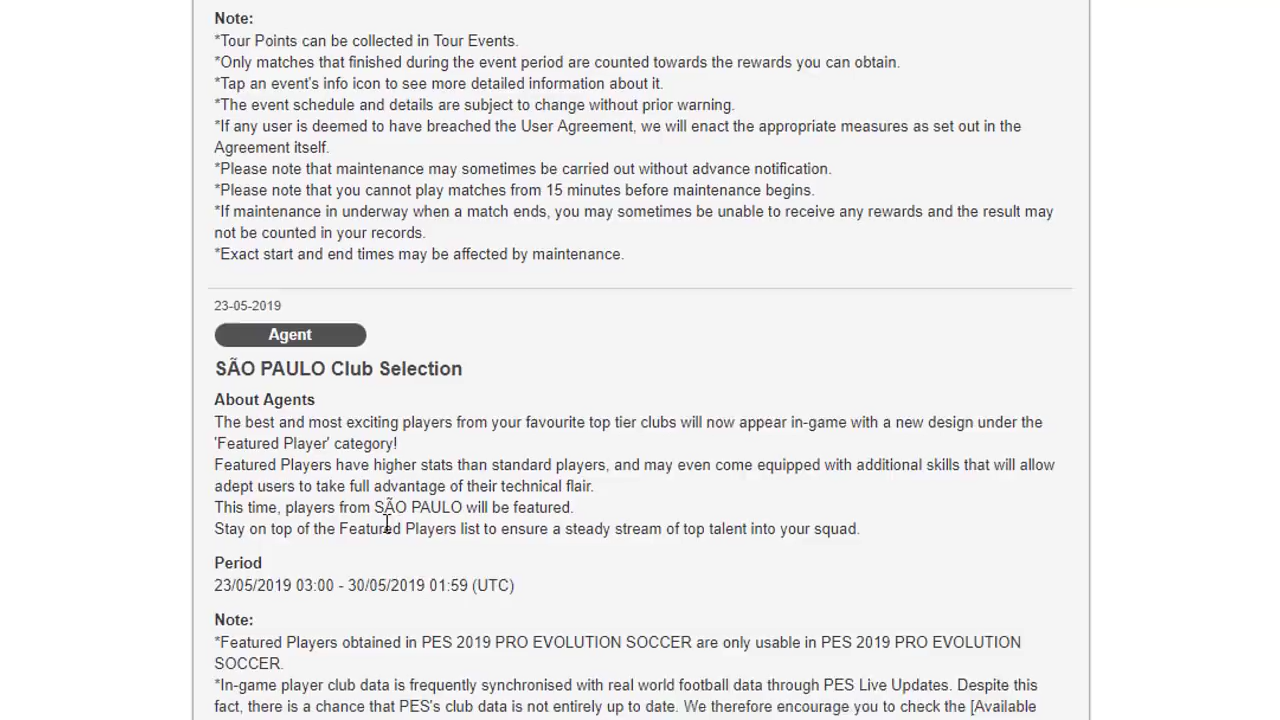 Note:
*Tour Points can be collected in Tour Events.
*Only matches that finished during the event period are counted towards the rewards you can obtain.
*Tap an event's info icon to see more detailed information about it.
*The event schedule and details are subject to change without prior warning.
*If any user is deemed to have breached the User Agreement, we will enact the appropriate measures as set out in the
Agreement itself.
*Please note that maintenance may sometimes be carried out without advance notification.
*Please note that you cannot play matches from 15 minutes before maintenance begins.
*If maintenance in underway when a match ends, you may sometimes be unable to receive any rewards and the result may
not be counted in your records.
*Exact start and end times may be affected by maintenance.
23-05-2019
Agent
SÃO PAULO Club Selection
About Agents
The best and most exciting players from your favourite top tier clubs will now appear in-game with a new design under the
'Featured Player' category!
Featured Players have higher stats than standard players, and may even come equipped with additional skills that will allow
adept users to take full advantage of their technical flair.
This time, players from SÃO PAULO will be featured.
Stay on top of the Featured Players list to ensure a steady stream of top talent into your squad.
Period
23/05/2019 03:00 - 30/05/2019 01:59 (UTC)
Note:
*Featured Players obtained in PES 2019 PRO EVOLUTION SOCCER are only usable in PES 2019 PRO EVOLUTION
SOCCER.
*In-game player club data is frequently synchronised with real world football data through PES Live Updates. Despite this
fact, there is a chance that PES's club data is not entirely up to date. We therefore encourage you to check the [Available